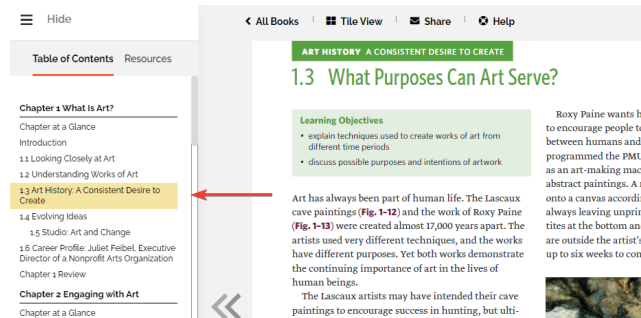 Hide
All Books
Tile View
Share
Help
Table of Contents Resources
Chapter 1 What Is Art?
Chapter at a Glance
Introduction
1.1 Looking Closely at Art
1.2 Understanding Works of Art
1.3 Art History: A Consistent Desire to
Create
1.4 Evolving Ideas
1.5 Studio: Art and Change
1.6 Career Profile: Juliet Feibel, Executive
Director of a Nonprofit Arts Organization
Chapter 1 Review
Chapter 2 Engaging with Art
Chapter at a Glance
ART HISTORY A CONSISTENT DESIRE TO CREATE
1.3 What Purposes Can Art Serve?
Learning Objectives
• explain techniques used to create works of art from
different time periods
• discuss possible purposes and intentions of artwork
Art has always been part of human life. The Lascaux
cave paintings (Fig. 1–12) and the work of Roxy Paine
(Fig. 1–13) were created almost 17,000 years apart. The
artists used very different techniques, and the works
have different purposes. Yet both works demonstrate
the continuing importance of art in the lives of
human beings.
The Lascaux artists may have intended their cave
paintings to encourage success in hunting, but ulti-
Roxy Paine wants
to encourage people
between humans and
programmed the PMU
as an art-making
abstract paintings. A
onto a canvas
always leaving
tites at the bottom
are outside the artist's
up to six weeks to